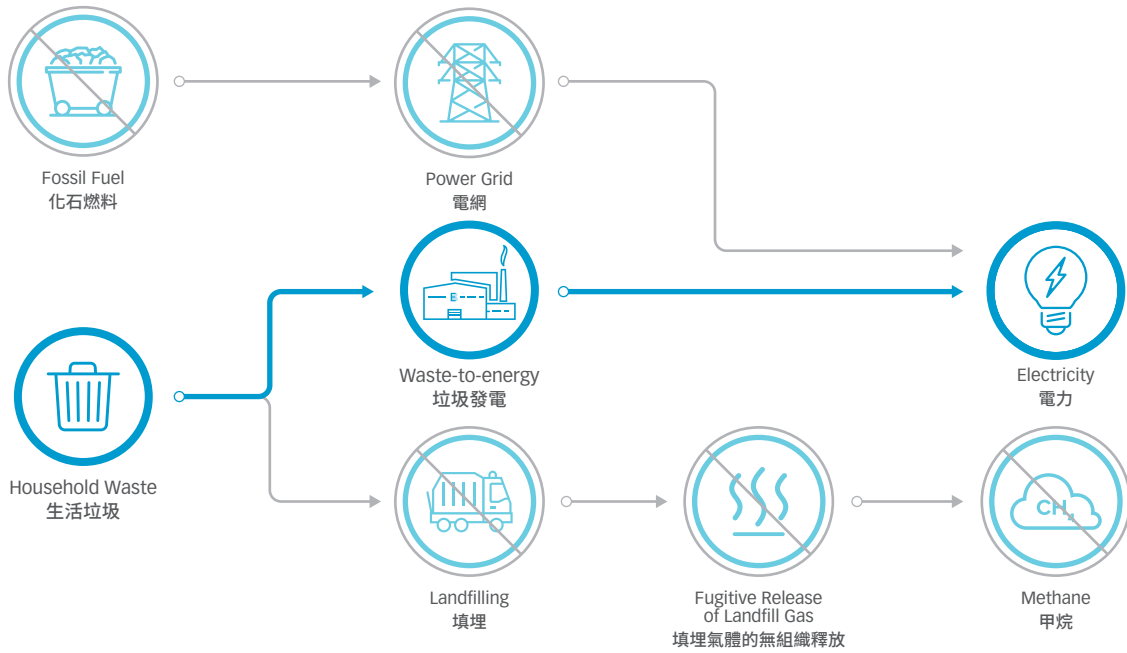 Fossil Fuel
化石燃料
Power Grid
電網
Household Waste
生活垃圾
E
Waste-to-energy
垃圾發電
Electricity
電力
Landfilling
填埋
Fugitive Release
of Landfill Gas
填埋氣體的無組織釋放
CH₄
Methane
甲烷